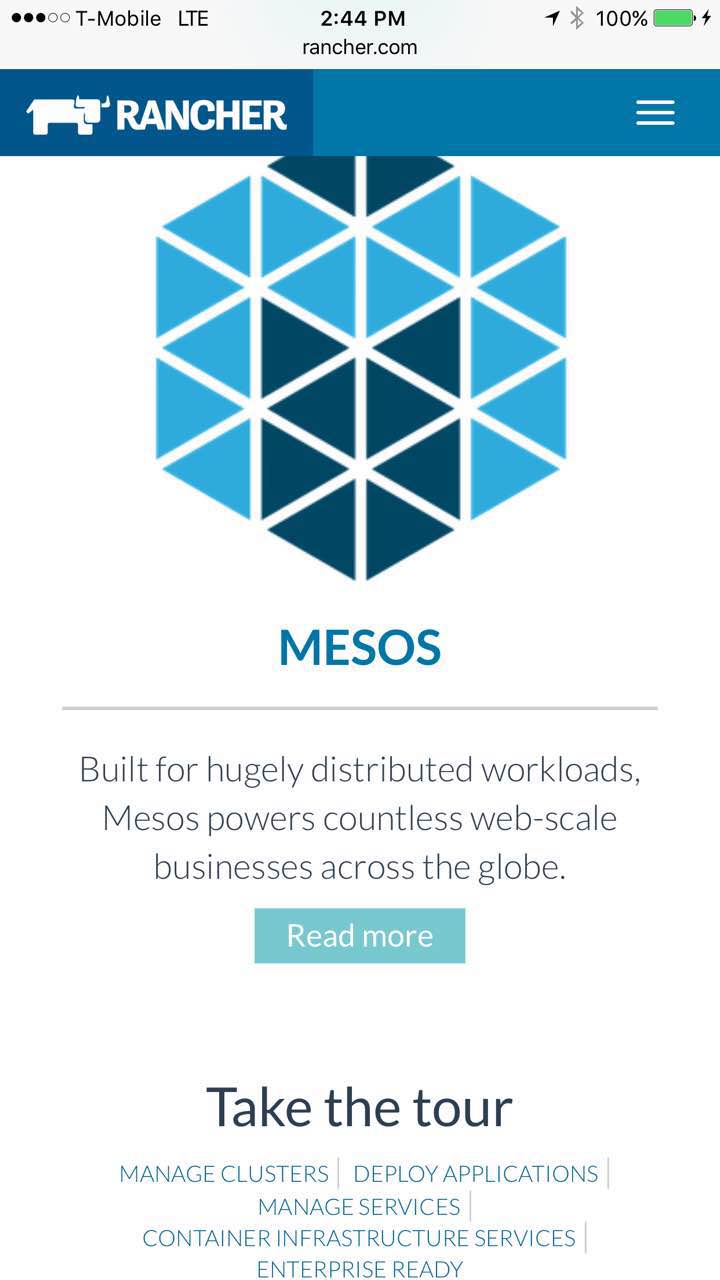 T-Mobile LTE 2:44 PM 100%
rancher.com
RANCHER
MESOS
Built for hugely distributed workloads,
Mesos powers countless web-scale
businesses across the globe.
Read more
Take the tour
MANAGE CLUSTERS DEPLOY APPLICATIONS
MANAGE SERVICES
CONTAINER INFRASTRUCTURE SERVICES
ENTERPRISE READY